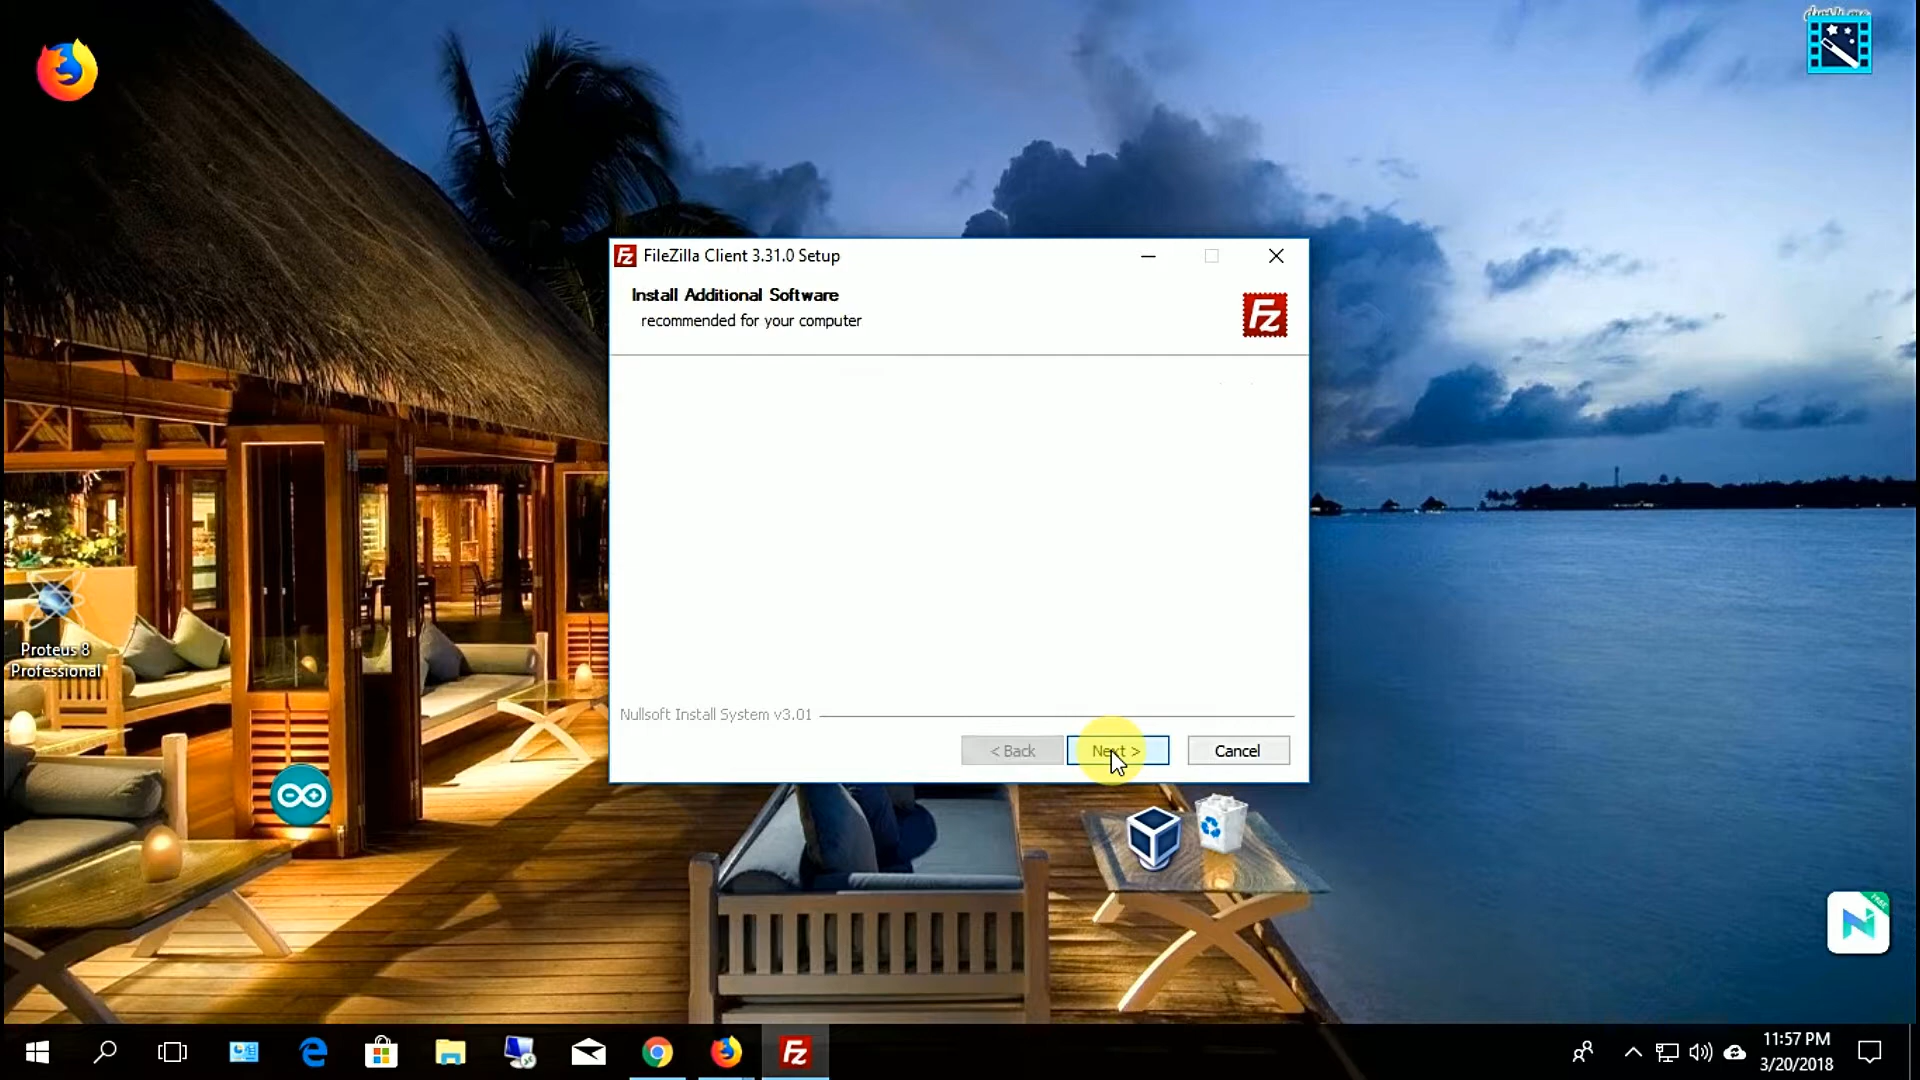 FileZilla Client 3.31.0 Setup
Install Additional Software
recommended for your computer
Proteus 8
Professional
Nullsoft Install System v3.01
< Back
Next >
Cancel
FREE
11:57 PM
3/20/2018